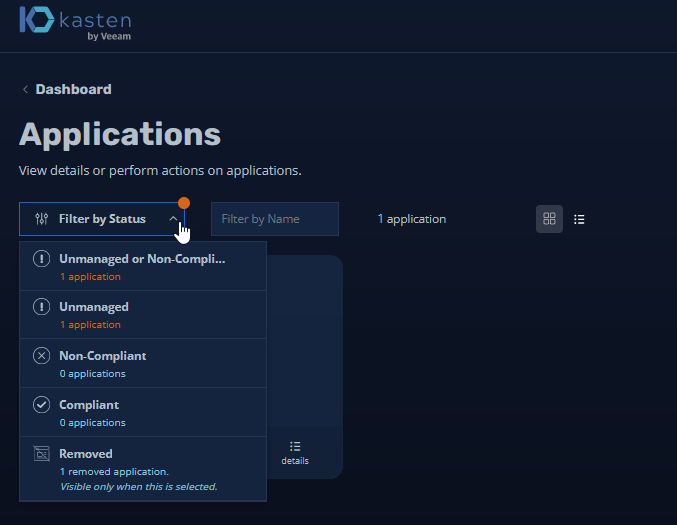 kasten
by Veeam
Dashboard
Applications
View details or perform actions on applications.
Filter by Status
Filter by Name
1 application
Unmanaged or Non-Compli...
1 application
Unmanaged
1 application
Non-Compliant
0 applications
Compliant
0 applications
Removed
1 removed application.
Visible only when this is selected.
details